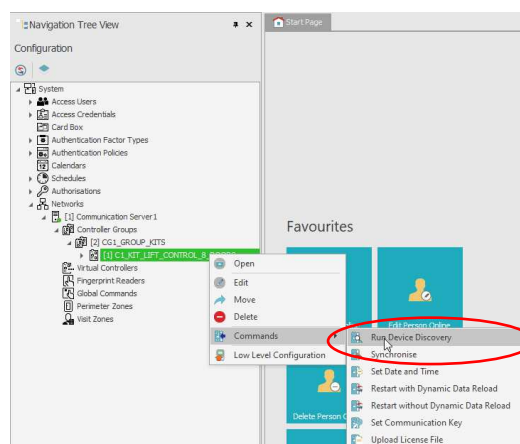 Navigation Tree View
Start Page
Configuration
System
Access Users
Access Credentials
Card Box
Authentication Factor Types
Authentication Policies
Calendars
Schedules
Authorisations
Networks
[1] Communication Server1
Controller Groups
[2] CG1_GROUP_KITS
[1] C1_KIT_LIFT_CONTROL_8
Virtual Controllers
Fingerprint Readers
Global Commands
Perimeter Zones
Visit Zones
Favourites
Open
Edit
Move
Delete
Commands
Low Level Configuration
Edit Person Online
Run Device Discovery
Synchronise
Set Date and Time
Restart with Dynamic Data Reload
Restart without Dynamic Data Reload
Set Communication Key
Upload License File
Delete Person